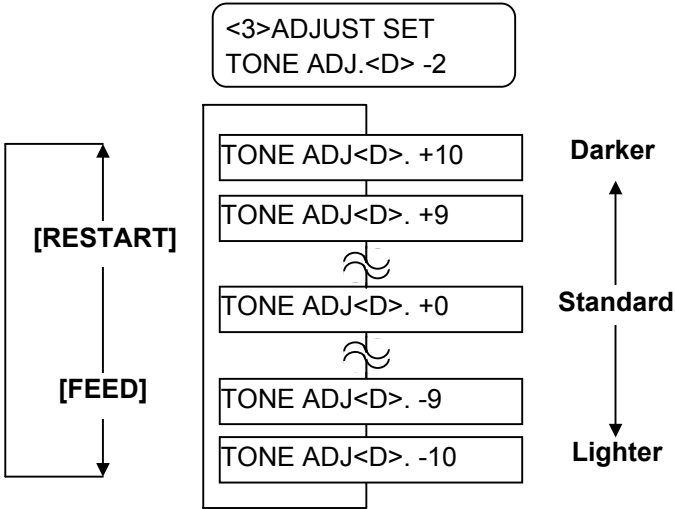 <3>ADJUST SET
TONE ADJ.<D> -2
TONE ADJ<D>. +10
Darker
TONE ADJ<D>. +9
[RESTART]
TONE ADJ<D>. +0
Standard
[FEED]
TONE ADJ<D>. -9
TONE ADJ<D>. -10
Lighter